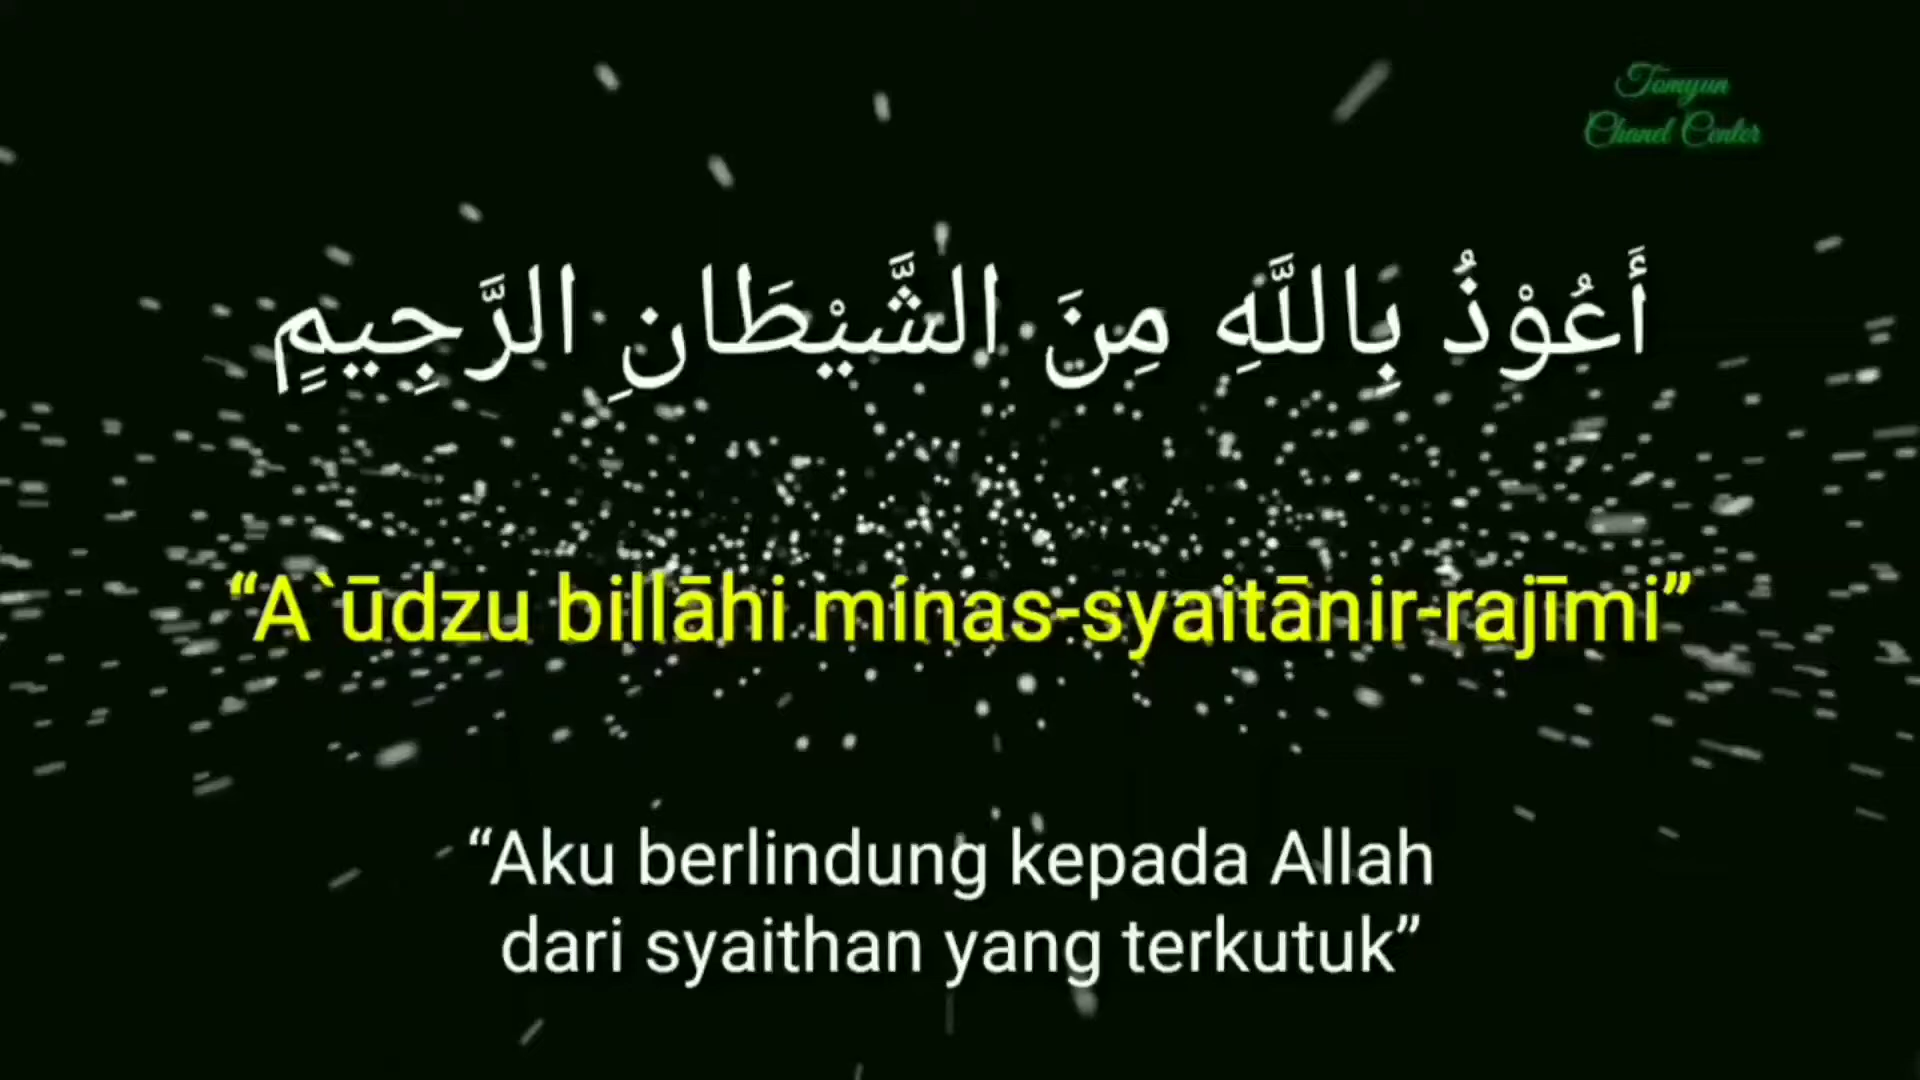 Tomyun
Chanel Center
أَعُوْذُ بِاللَّهِ مِنَ الشَّيْطَانِ الرَّجِيمٍ
“A`ūdzu billāhi minas-syaitānir-rajīmi”
“Aku berlindung kepada Allah
dari syaithan yang terkutuk”